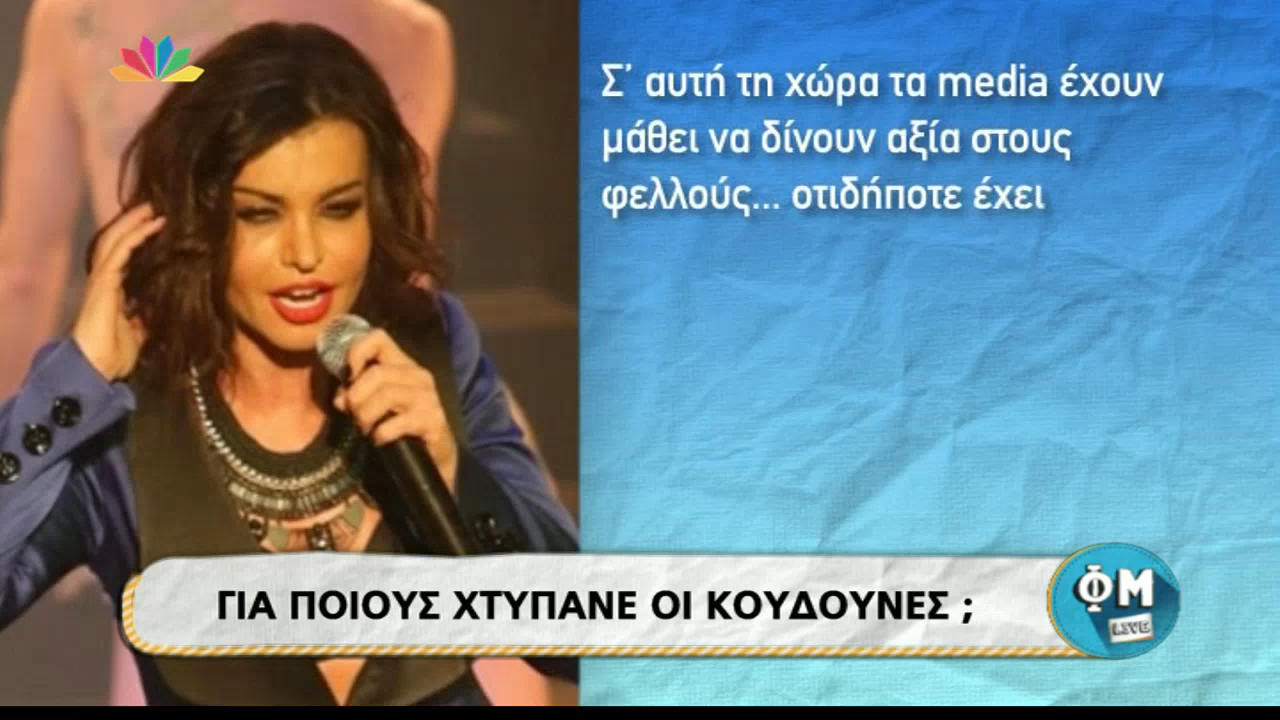 Σ' αυτή τη χώρα τα media έχουν
μάθει να δίνουν αξία στους
φελλούς... οτιδήποτε έχει
ΓΙΑ ΠΟΙΟΥΣ ΧΤΥΠΑΝΕ ΟΙ ΚΟΥΔΟΥΝΕΣ ;
ΦΜ
LIVE